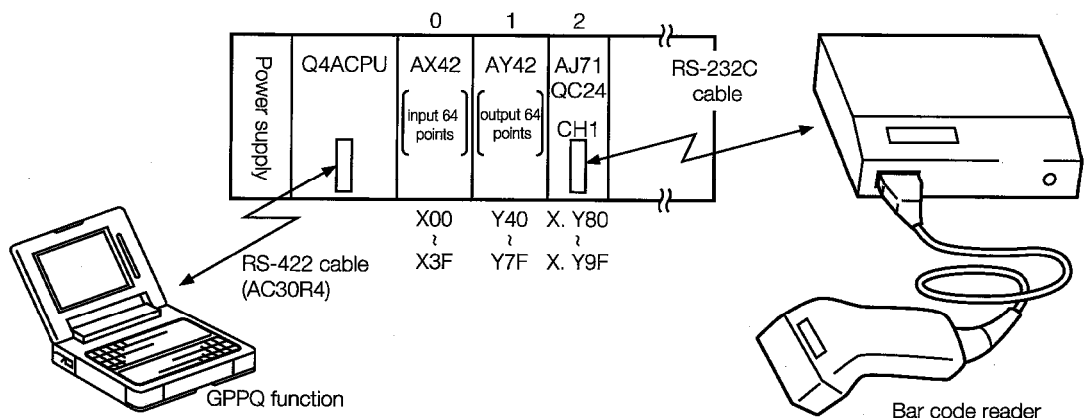 0 1 2
Power supply
Q4ACPU
AX42
input 64
points
AY42
output 64
points
AJ71
QC24
CH1
RS-232C
cable
X00
~
X3F
Y40
~
Y7F
X. Y80
~
X. Y9F
RS-422 cable
(AC30R4)
GPPQ function
Bar code reader